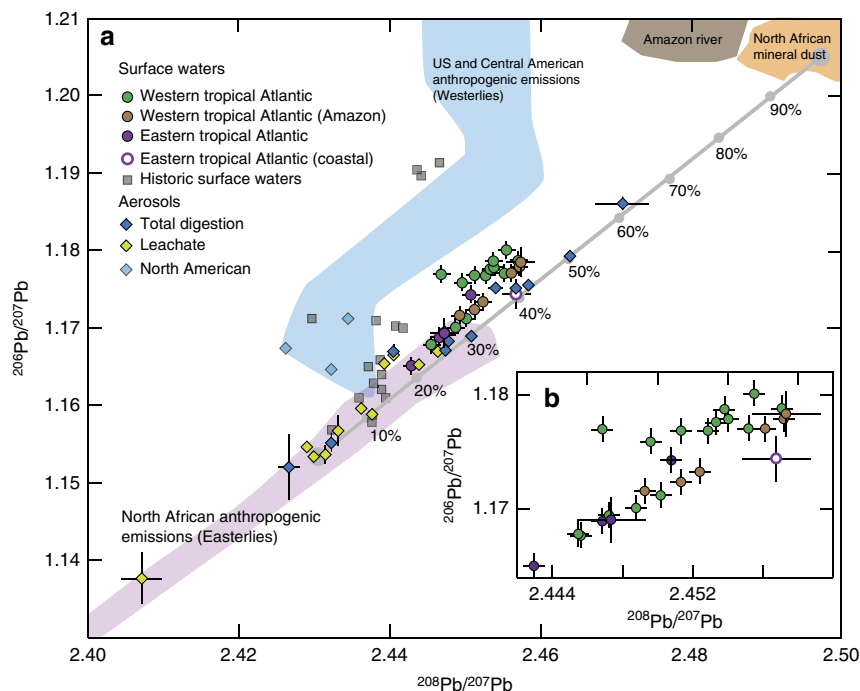 a
1.21
1.20
1.19
1.18
1.17
1.16
1.15
1.14
206Pb/207Pb
Surface waters
Western tropical Atlantic
Western tropical Atlantic (Amazon)
Eastern tropical Atlantic
Eastern tropical Atlantic (coastal)
Historic surface waters
Aerosols
Total digestion
Leachate
North American
US and Central American
anthropogenic emissions
(Westerlies)
Amazon river
North African
mineral dust
90%
80%
70%
60%
50%
40%
30%
20%
10%
North African anthropogenic
emissions (Easterlies)
b
1.18
1.17
206Pb/207Pb
2.444
2.452
208Pb/207Pb
2.40
2.42
2.44
2.46
2.48
2.50
208Pb/207Pb